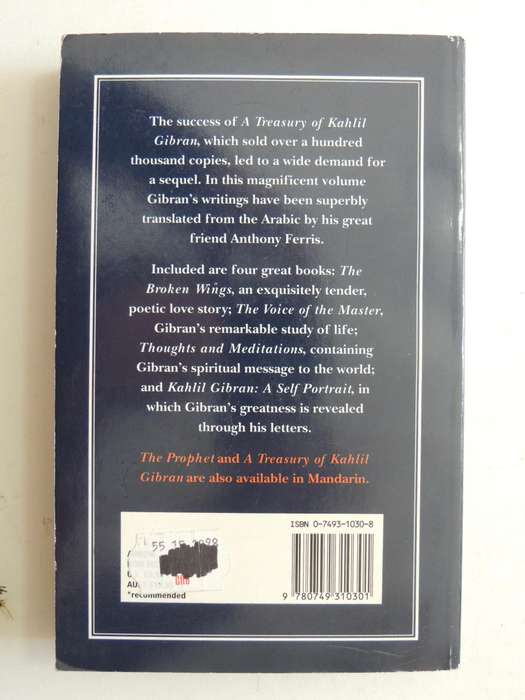 The success of A Treasury of Kahlil
Gibran, which sold over a hundred
thousand copies, led to a wide demand for
a sequel. In this magnificent volume
Gibran's writings have been superbly
translated from the Arabic by his great
friend Anthony Ferris.
Included are four great books: The
Broken Wings, an exquisitely tender,
poetic love story; The Voice of the Master,
Gibran's remarkable study of life;
Thoughts and Meditations, containing
Gibran's spiritual message to the world;
and Kahlil Gibran: A Self Portrait, in
which Gibran's greatness is revealed
through his letters.
The Prophet and A Treasury of Kahlil
Gibran are also available in Mandarin.
ISBN 0-7493-1030-8
55 15
*recommended
9 780749 310301